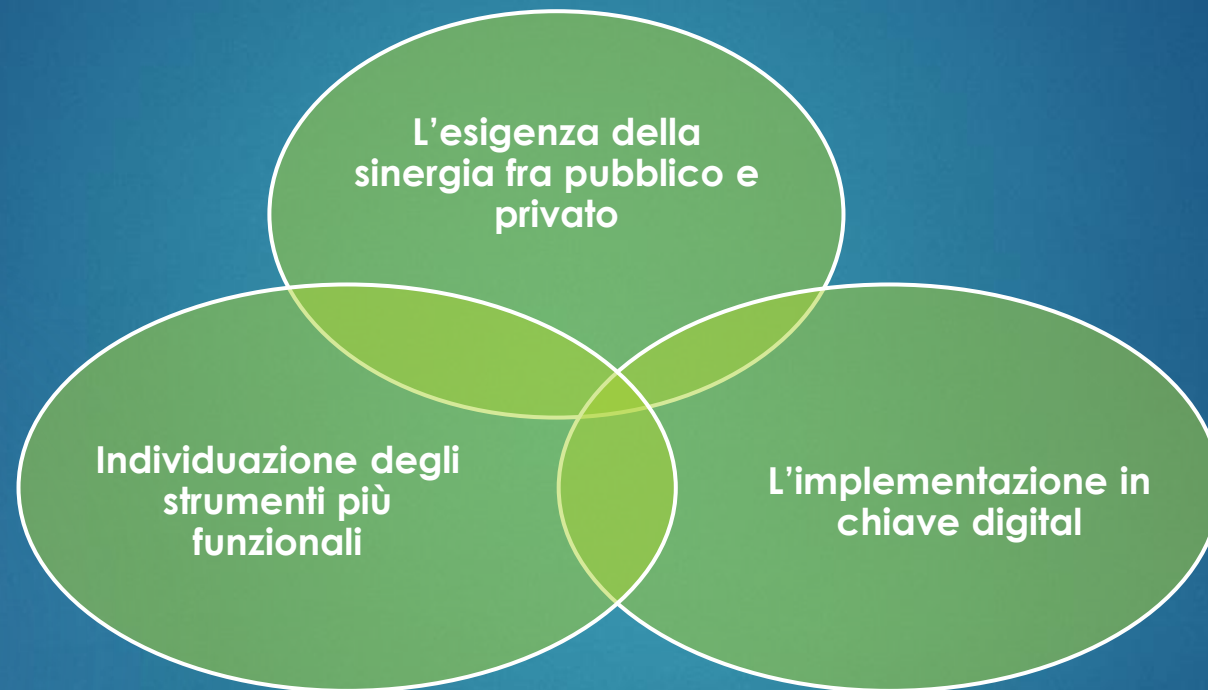 L’esigenza della
sinergia fra pubblico e
privato
Individuazione degli
strumenti più
funzionali
L’implementazione in
chiave digital